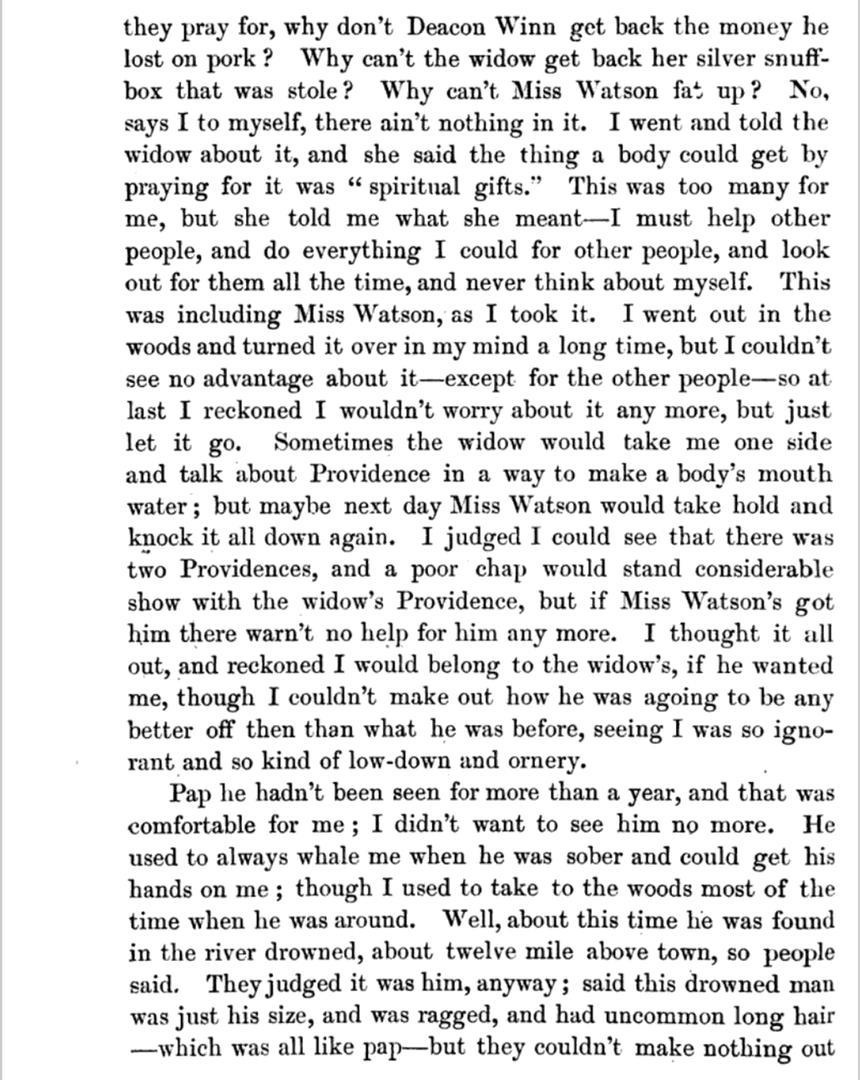 they pray for, why don't Deacon Winn get back the money he
lost on pork? Why can't the widow get back her silver snuff-
box that was stole? Why can't Miss Watson fat up? No,
says I to myself, there ain't nothing in it. I went and told the
widow about it, and she said the thing a body could get by
praying for it was “spiritual gifts.” This was too many for
me, but she told me what she meant—I must help other
people, and do everything I could for other people, and look
out for them all the time, and never think about myself. This
was including Miss Watson, as I took it. I went out in the
woods and turned it over in my mind a long time, but I couldn't
see no advantage about it—except for the other people—so at
last I reckoned I wouldn't worry about it any more, but just
let it go. Sometimes the widow would take me one side
and talk about Providence in a way to make a body's mouth
water; but maybe next day Miss Watson would take hold and
knock it all down again. I judged I could see that there was
two Providences, and a poor chap would stand considerable
show with the widow's Providence, but if Miss Watson's got
him there warn't no help for him any more. I thought it all
out, and reckoned I would belong to the widow's, if he wanted
me, though I couldn't make out how he was agoing to be any
better off then than what he was before, seeing I was so igno-
rant and so kind of low-down and ornery.
Pap he hadn't been seen for more than a year, and that was
comfortable for me; I didn't want to see him no more. He
used to always whale me when he was sober and could get his
hands on me; though I used to take to the woods most of the
time when he was around. Well, about this time he was found
in the river drowned, about twelve mile above town, so people
said. They judged it was him, anyway; said this drowned man
was just his size, and was ragged, and had uncommon long hair
—which was all like pap—but they couldn't make nothing out